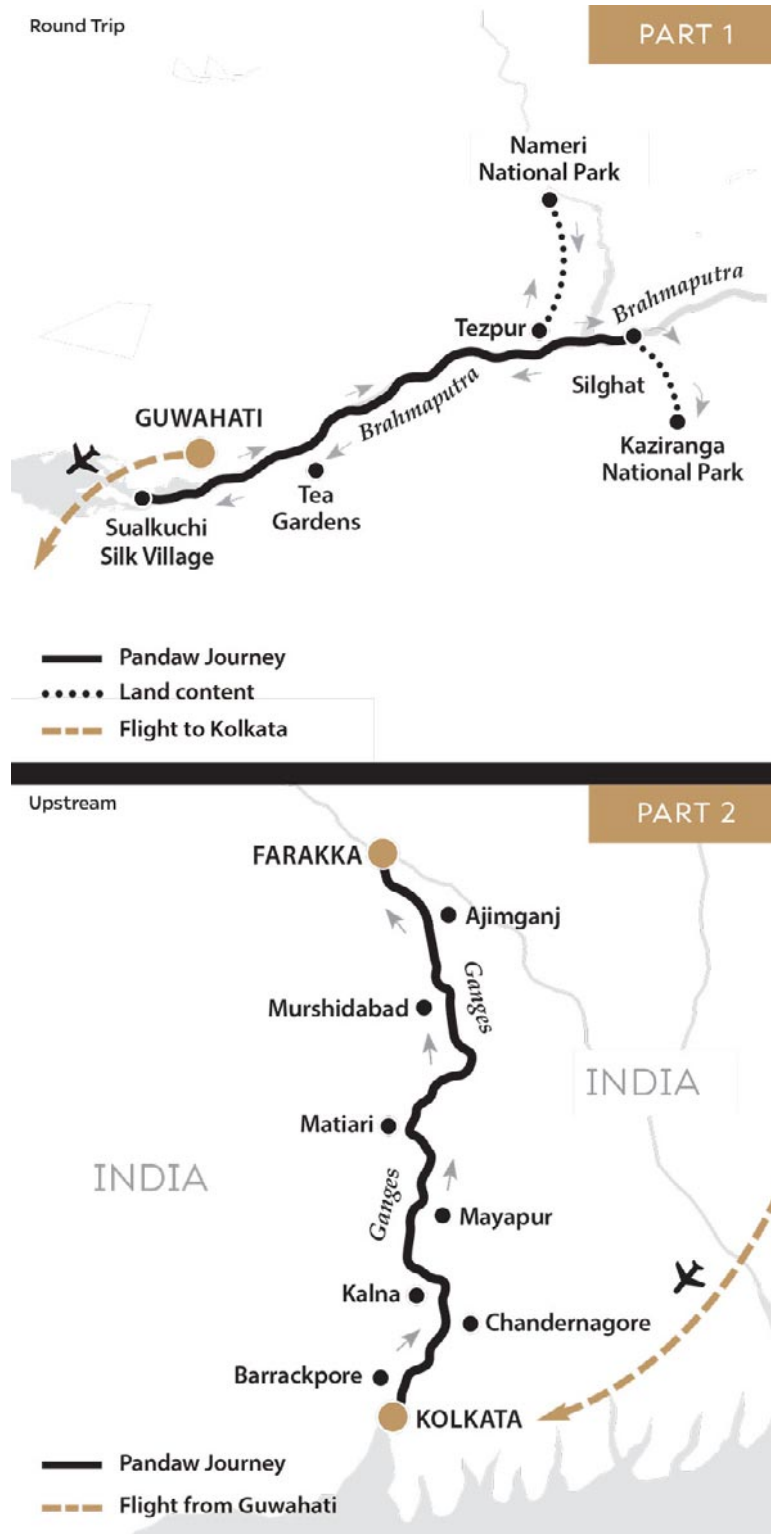 Round Trip
PART 1
Nameri
National Park
Brahmaputra
Tezpur
Silghat
Brahmaputra
Kaziranga
National Park
GUWAHATI
Tea
Gardens
Sualkuchi
Silk Village
Pandaw Journey
Land content
Flight to Kolkata
Upstream
PART 2
FARAKKA
Ajimganj
Ganges
Murshidabad
INDIA
Matiari
INDIA
Ganges
Mayapur
Kalna
Chandernagore
Barrackpore
KOLKATA
Pandaw Journey
Flight from Guwahati